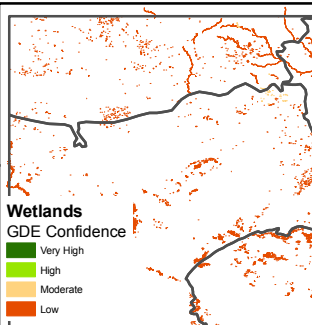 Wetlands
GDE Confidence
Very High
High
Moderate
Low